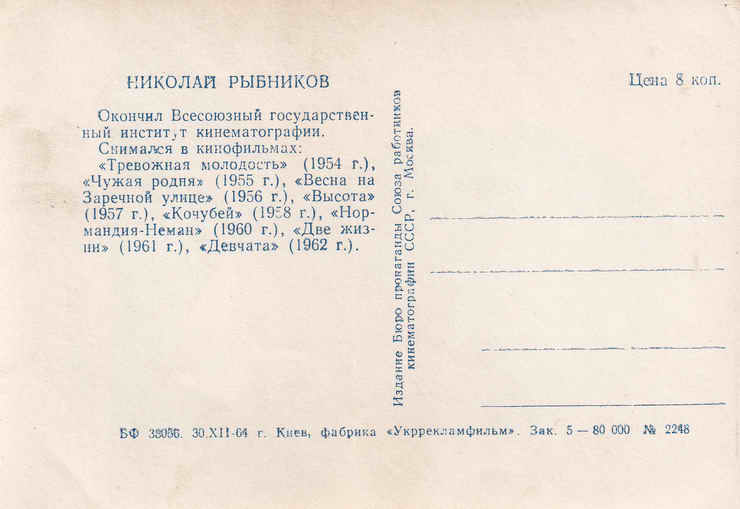 НИКОЛАЙ РЫБНИКОВ
Окончил Всесоюзный государствен-
ный институт кинематографии.
Снимался в кинофильмах:
«Тревожная молодость» (1954 г.),
«Чужая родня» (1955 г.), «Весна на
Заречной улице» (1956 г.), «Высота»
(1957 г.), «Кочубей» (1958 г.), «Нор-
мандия-Неман» (1960 г.), «Две жиз-
ни» (1961 г.), «Девчата» (1962 г.).
Издание Бюро пропаганды Союза работников
кинематографии СССР, г. Москва.
Цена 8 коп.
БФ 38056. 30.XII-64 г. Киев, фабрика «Укррекламфильм». Зак. 5 — 80 000 № 2248